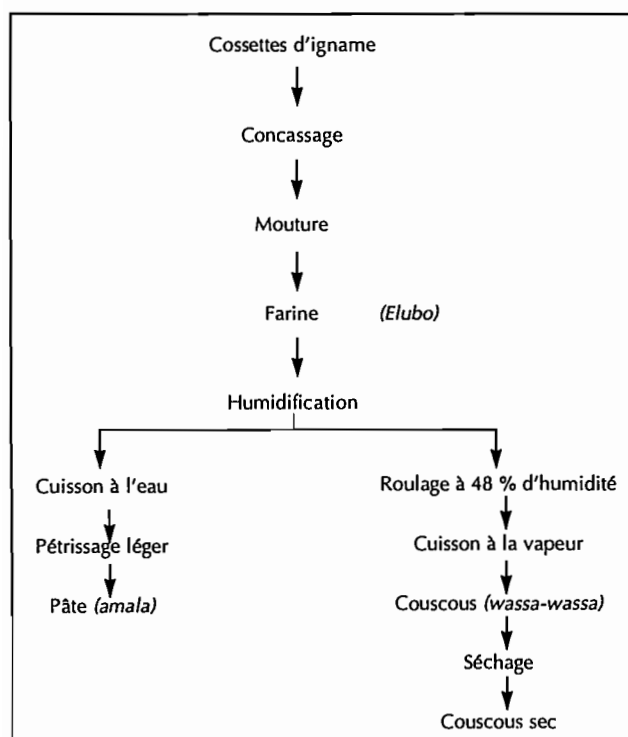 Cossettes d'igname
Concassage
Mouture
Farine (Elubo)
Humidification
Cuisson à l'eau
Pétrissage léger
Pâte (amala)
Roulage à 48 % d'humidité
Cuisson à la vapeur
Couscous (wassa-wassa)
Séchage
Couscous sec